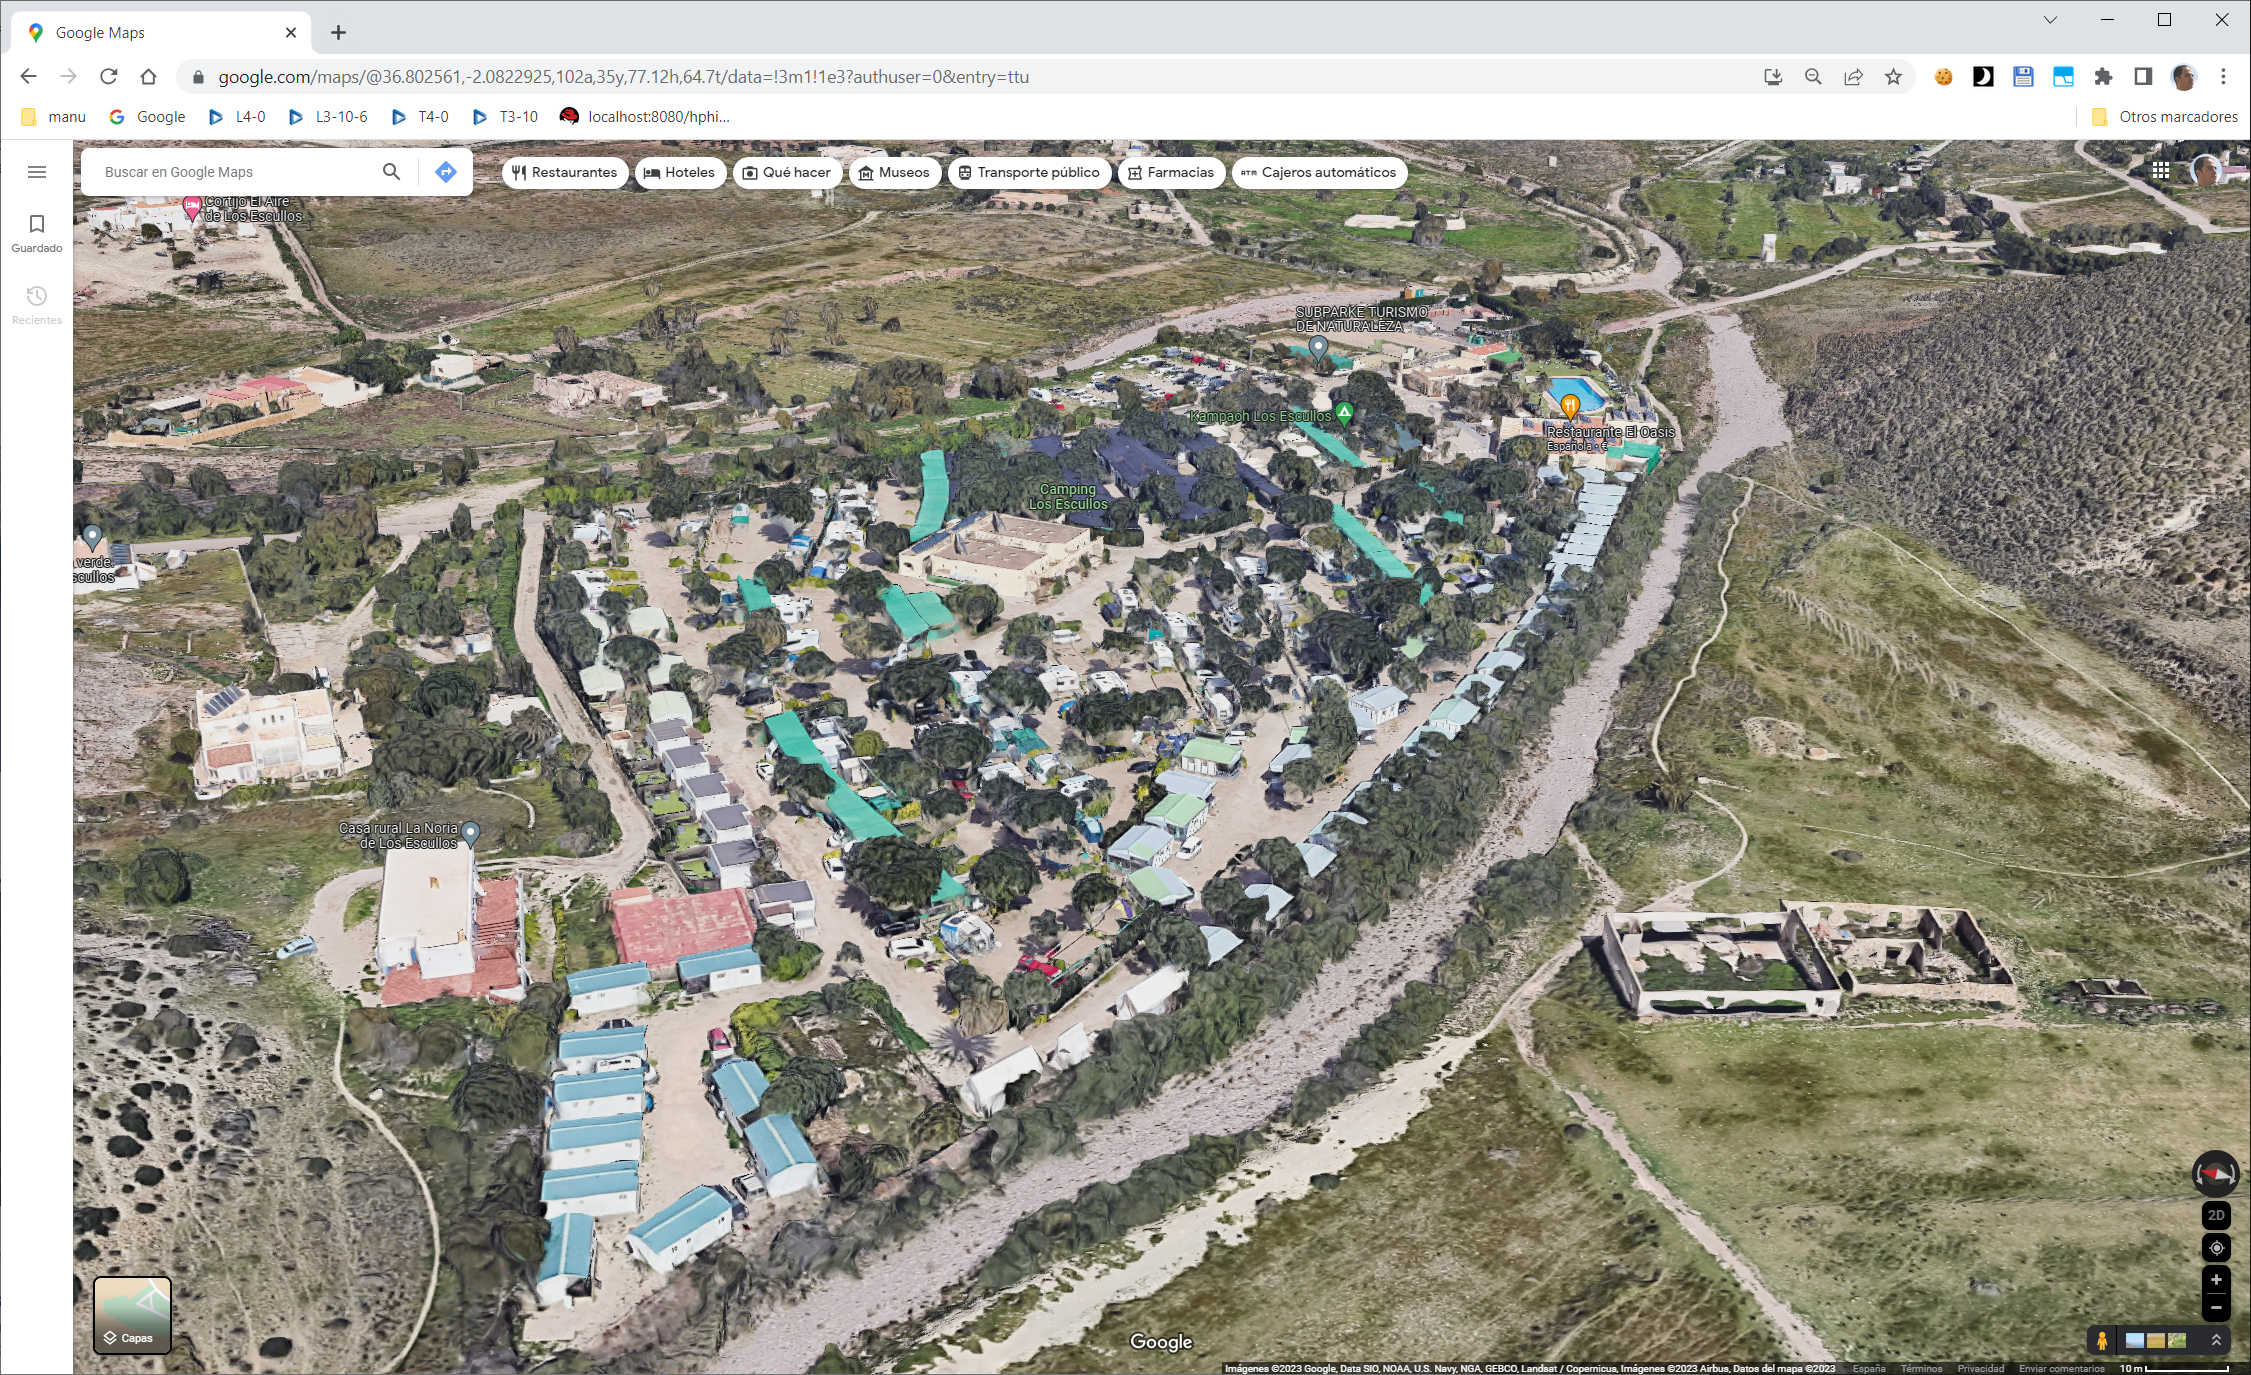 Google Maps
google.com/maps/@36.802561,-2.0822925,102a,35y,77.12h,64.7t/data=!3m1!1e3?authuser=0&entry=ttu
manu
Google
L4-0
L3-10-6
T4-0
T3-10
localhost:8080/hphi...
Otros marcadores
Buscar en Google Maps
Restaurantes
Hoteles
Qué hacer
Museos
Transporte público
Farmacias
ATM
Cajeros automáticos
Guardado
Recientes
Cortijo El Aire
de Los Escullos
SUBPARKE TURISMO
DE NATURALEZA
Kampaoh Los Escullos
Restaurante El Oasis
Española · €
Camping
Los Escullos
verde.
scullos
Casa rural La Noria
de Los Escullos
2D
Capas
Google
Imágenes ©2023 Google, Data SIO, NOAA, U.S. Navy, NGA, GEBCO, Landsat / Copernicus, Imágenes ©2023 Airbus, Datos del mapa ©2023
España
Términos
Privacidad
Enviar comentarios
10 m